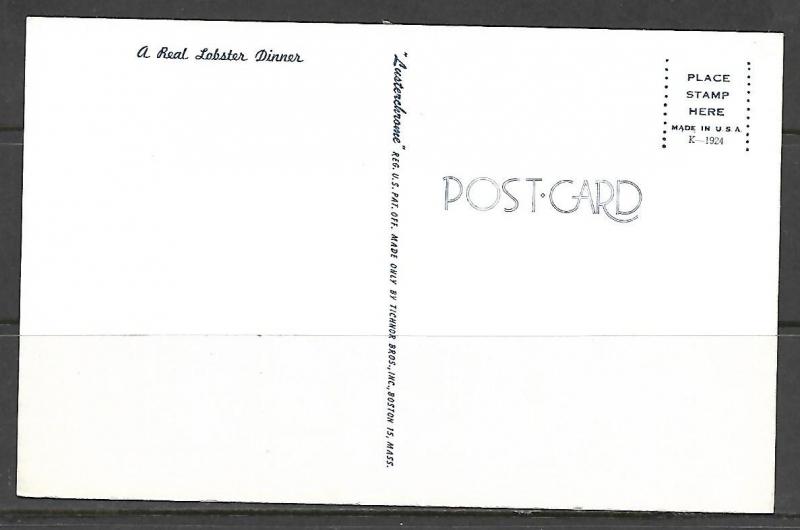 A Real Lobster Dinner
"Lusterchrome" REG. U.S. PAT. OFF. MADE ONLY BY TICHNOR BROS., INC., BOSTON 15, MASS.
PLACE
STAMP
HERE
MADE IN U.S.A.
K—1924
POST·CARD